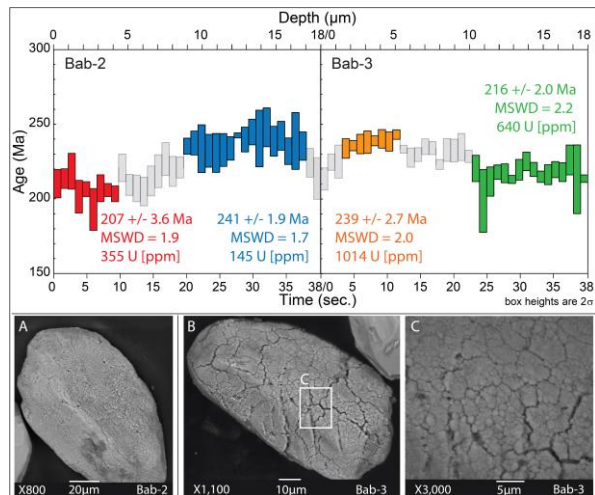 Depth (µm)
0 5 10 15 18/0 5 10 15 18
300
250
200
150
Age (Ma)
Bab-2
Bab-3
207 +/- 3.6 Ma
MSWD = 1.9
355 U [ppm]
241 +/- 1.9 Ma
MSWD = 1.7
145 U [ppm]
239 +/- 2.7 Ma
MSWD = 2.0
1014 U [ppm]
216 +/- 2.0 Ma
MSWD = 2.2
640 U [ppm]
0 5 10 15 20 25 30 35 38/0 5 10 15 20 25 30 35 38
Time (sec.)
box heights are 2σ
A
X800 20µm Bab-2
B
C
X1,100 10µm Bab-3
C
X3,000 5µm Bab-3